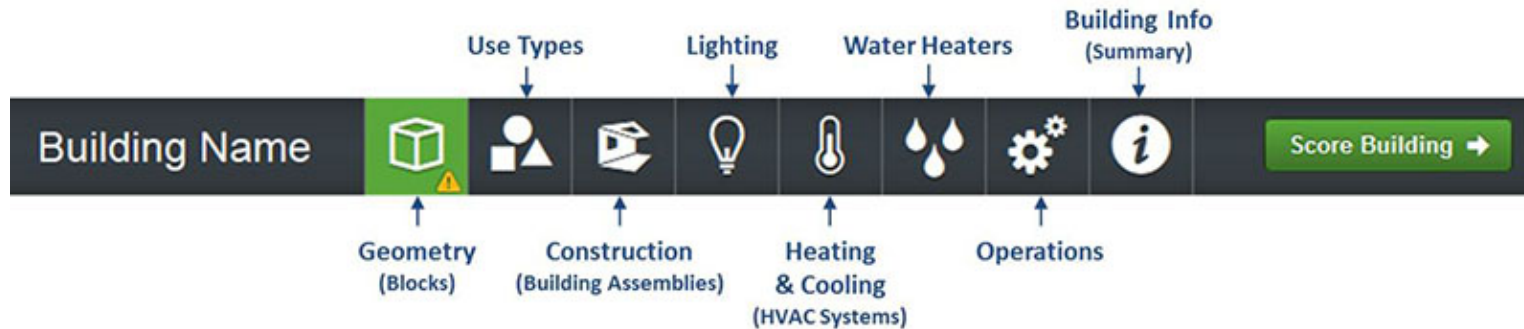 Building Info
(Summary)
Use Types
Lighting
Water Heaters
Building Name
i
Score Building
Geometry
(Blocks)
Construction
(Building Assemblies)
Heating
& Cooling
(HVAC Systems)
Operations